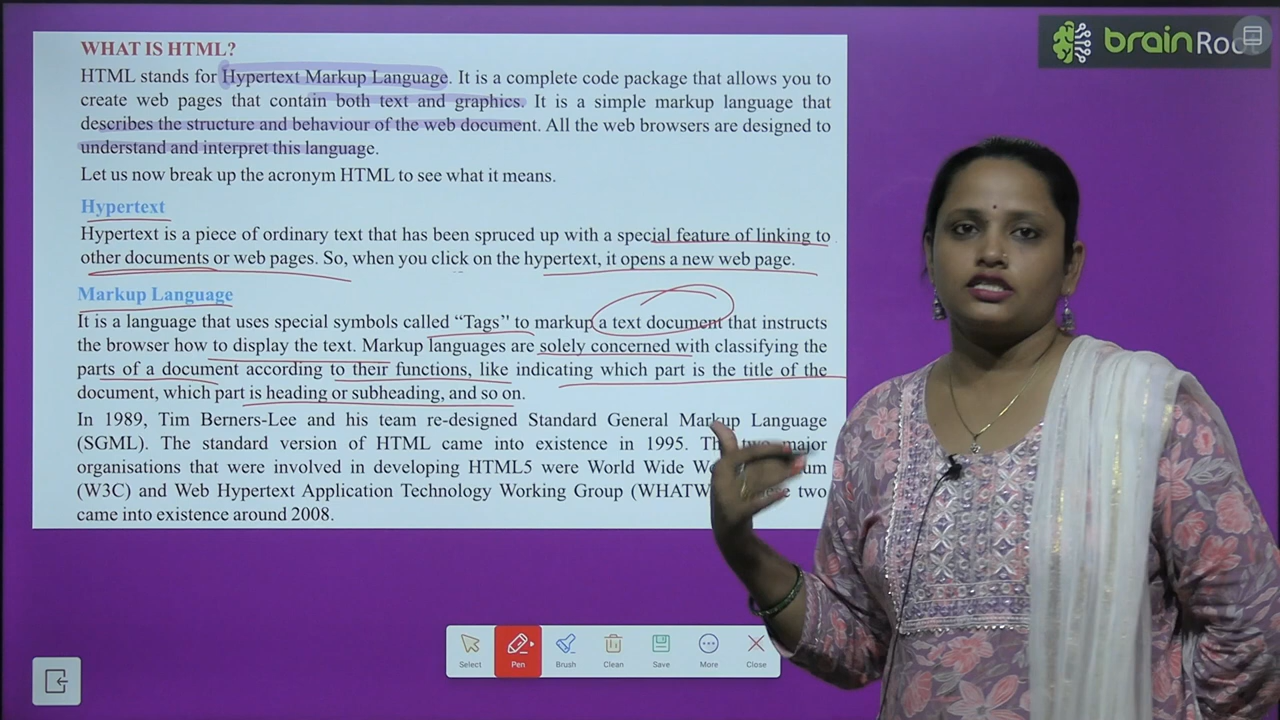 WHAT IS HTML?
HTML stands for Hypertext Markup Language. It is a complete code package that allows you to
create web pages that contain both text and graphics. It is a simple markup language that
describes the structure and behaviour of the web document. All the web browsers are designed to
understand and interpret this language.
Let us now break up the acronym HTML to see what it means.
Hypertext
Hypertext is a piece of ordinary text that has been spruced up with a special feature of linking to
other documents or web pages. So, when you click on the hypertext, it opens a new web page.
Markup Language
It is a language that uses special symbols called “Tags” to markup a text document that instructs
the browser how to display the text. Markup languages are solely concerned with classifying the
parts of a document according to their functions, like indicating which part is the title of the
document, which part is heading or subheading, and so on.
In 1989, Tim Berners-Lee and his team re-designed Standard General Markup Language
(SGML). The standard version of HTML came into existence in 1995. The two major
organisations that were involved in developing HTML5 were World Wide
(W3C) and Web Hypertext Application Technology Working Group (WHATW two
came into existence around 2008.
brainRoo
Select Pen Brush Clean Save More Close